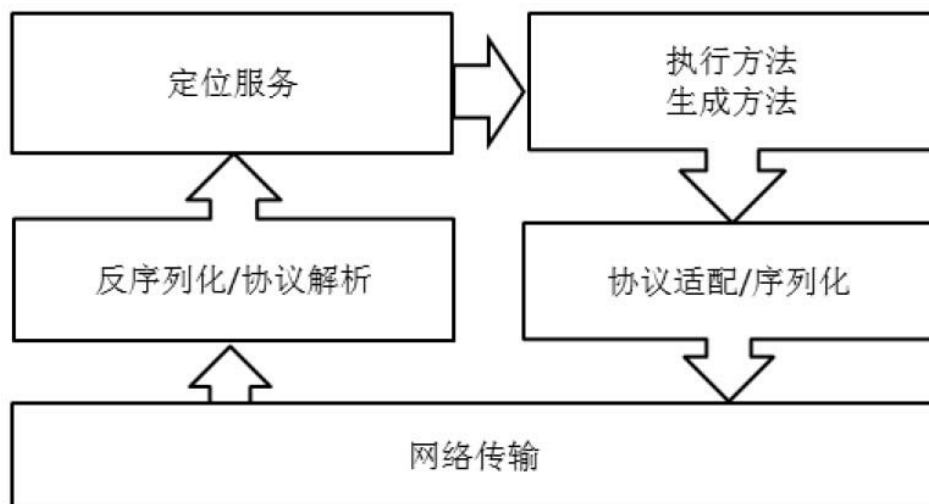 定位服务
执行方法
生成方法
反序列化/协议解析
协议适配/序列化
网络传输